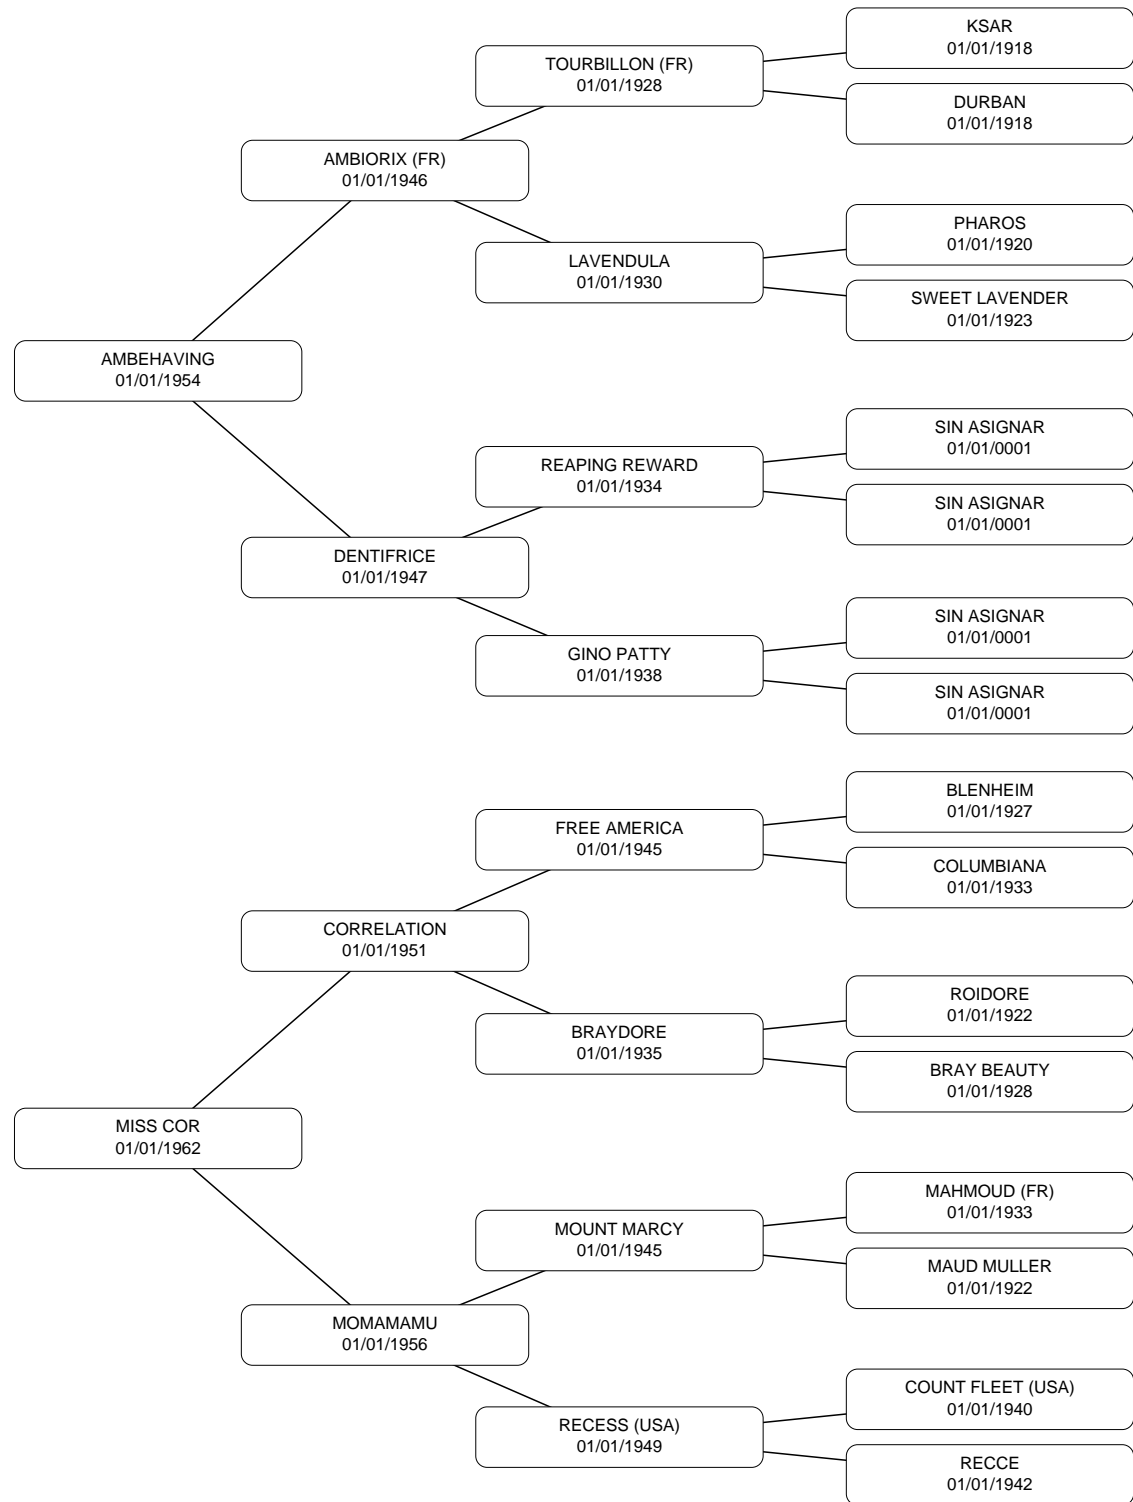 KSAR
01/01/1918
TOURBILLON (FR)
01/01/1928
DURBAN
01/01/1918
AMBIORIX (FR)
01/01/1946
PHAROS
01/01/1920
LAVENDULA
01/01/1930
SWEET LAVENDER
01/01/1923
AMBEHAVING
01/01/1954
SIN ASIGNAR
01/01/0001
REAPING REWARD
01/01/1934
SIN ASIGNAR
01/01/0001
DENTIFRICE
01/01/1947
SIN ASIGNAR
01/01/0001
GINO PATTY
01/01/1938
SIN ASIGNAR
01/01/0001
BLENHEIM
01/01/1927
FREE AMERICA
01/01/1945
COLUMBIANA
01/01/1933
CORRELATION
01/01/1951
ROIDORE
01/01/1922
BRAYDORE
01/01/1935
BRAY BEAUTY
01/01/1928
MISS COR
01/01/1962
MAHMOUD (FR)
01/01/1933
MOUNT MARCY
01/01/1945
MAUD MULLER
01/01/1922
MOMAMAMU
01/01/1956
COUNT FLEET (USA)
01/01/1940
RECESS (USA)
01/01/1949
RECCE
01/01/1942